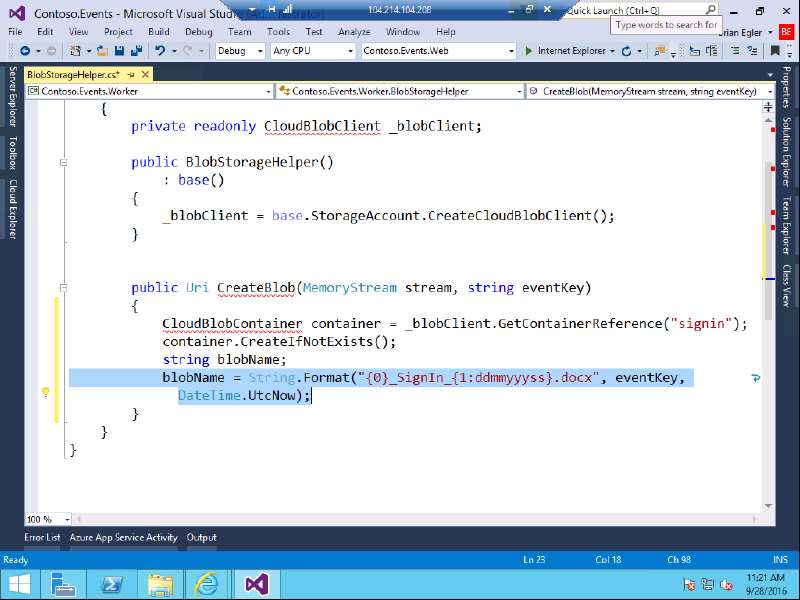 Contoso.Events - Microsoft Visual Stu
104.214.104.208
Quick Launch (Ctrl+Q)
Type words to search for
File Edit View Project Build Debug Team Tools Test Analyze Window Help
rian Egler BE
Debug Any CPU Contoso.Events.Web Internet Explorer
BlobStorageHelper.cs*
Contoso.Events.Worker Contoso.Events.Worker.BlobStorageHelper CreateBlob(MemoryStream stream, string eventKey)
Server Explorer
Toolbox
Cloud Explorer
{
private readonly CloudBlobClient _blobClient;
public BlobStorageHelper()
: base()
{
_blobClient = base.StorageAccount.CreateCloudBlobClient();
}
public Uri CreateBlob(MemoryStream stream, string eventKey)
{
CloudBlobContainer container = _blobClient.GetContainerReference("signin");
container.CreateIfNotExists();
string blobName;
blobName = String.Format("{0}_SignIn_{1:ddmmyyyss}.docx", eventKey,
DateTime.UtcNow);
}
}
}
Properties
Solution Explorer
Team Explorer
Class View
100 %
Error List Azure App Service Activity Output
Ready Ln 23 Col 18 Ch 98 INS
11:21 AM
9/28/2016